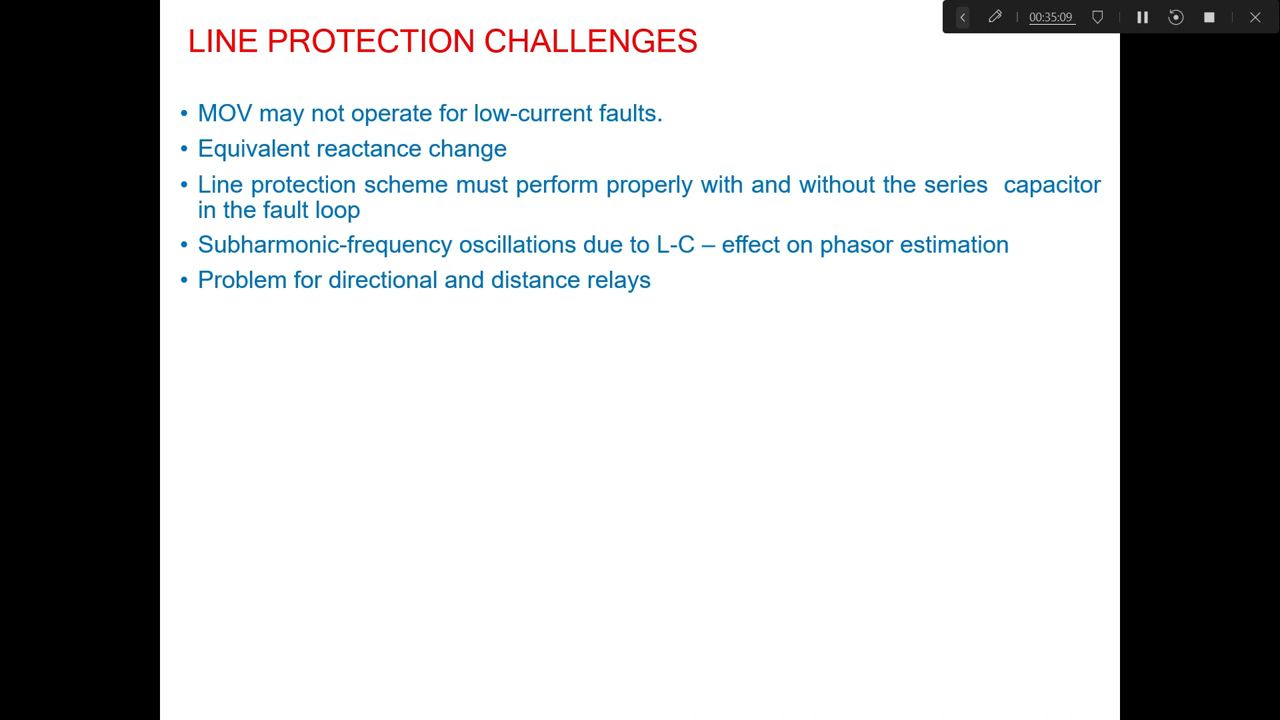 00:35:09
LINE PROTECTION CHALLENGES
• MOV may not operate for low-current faults.
• Equivalent reactance change
• Line protection scheme must perform properly with and without the series capacitor
in the fault loop
• Subharmonic-frequency oscillations due to L-C – effect on phasor estimation
• Problem for directional and distance relays